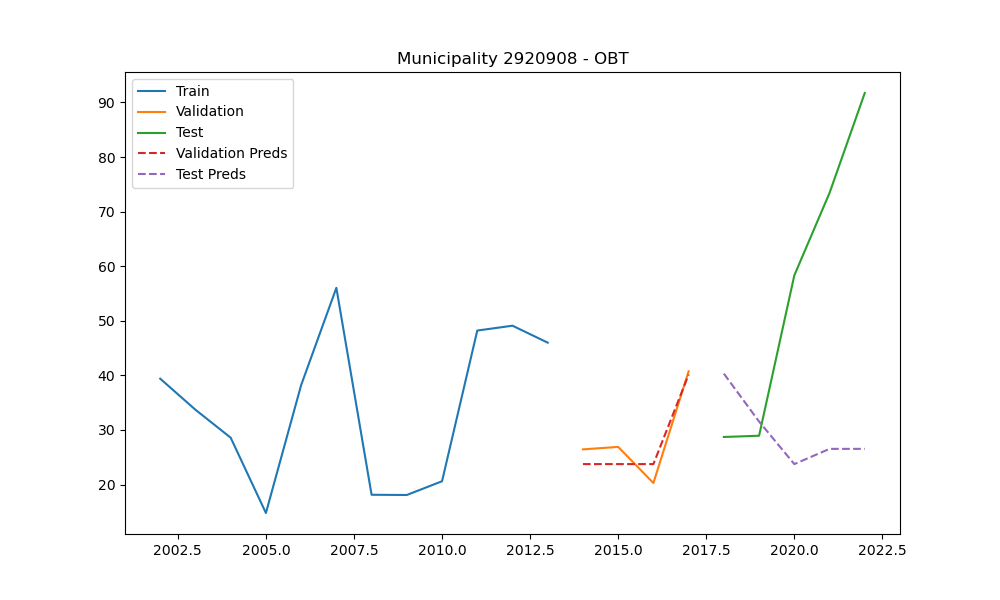 Municipality 2920908 - OBT
Train
Validation
Test
Validation Preds
Test Preds
90
80
70
60
50
40
30
20
2002.5 2005.0 2007.5 2010.0 2012.5 2015.0 2017.5 2020.0 2022.5